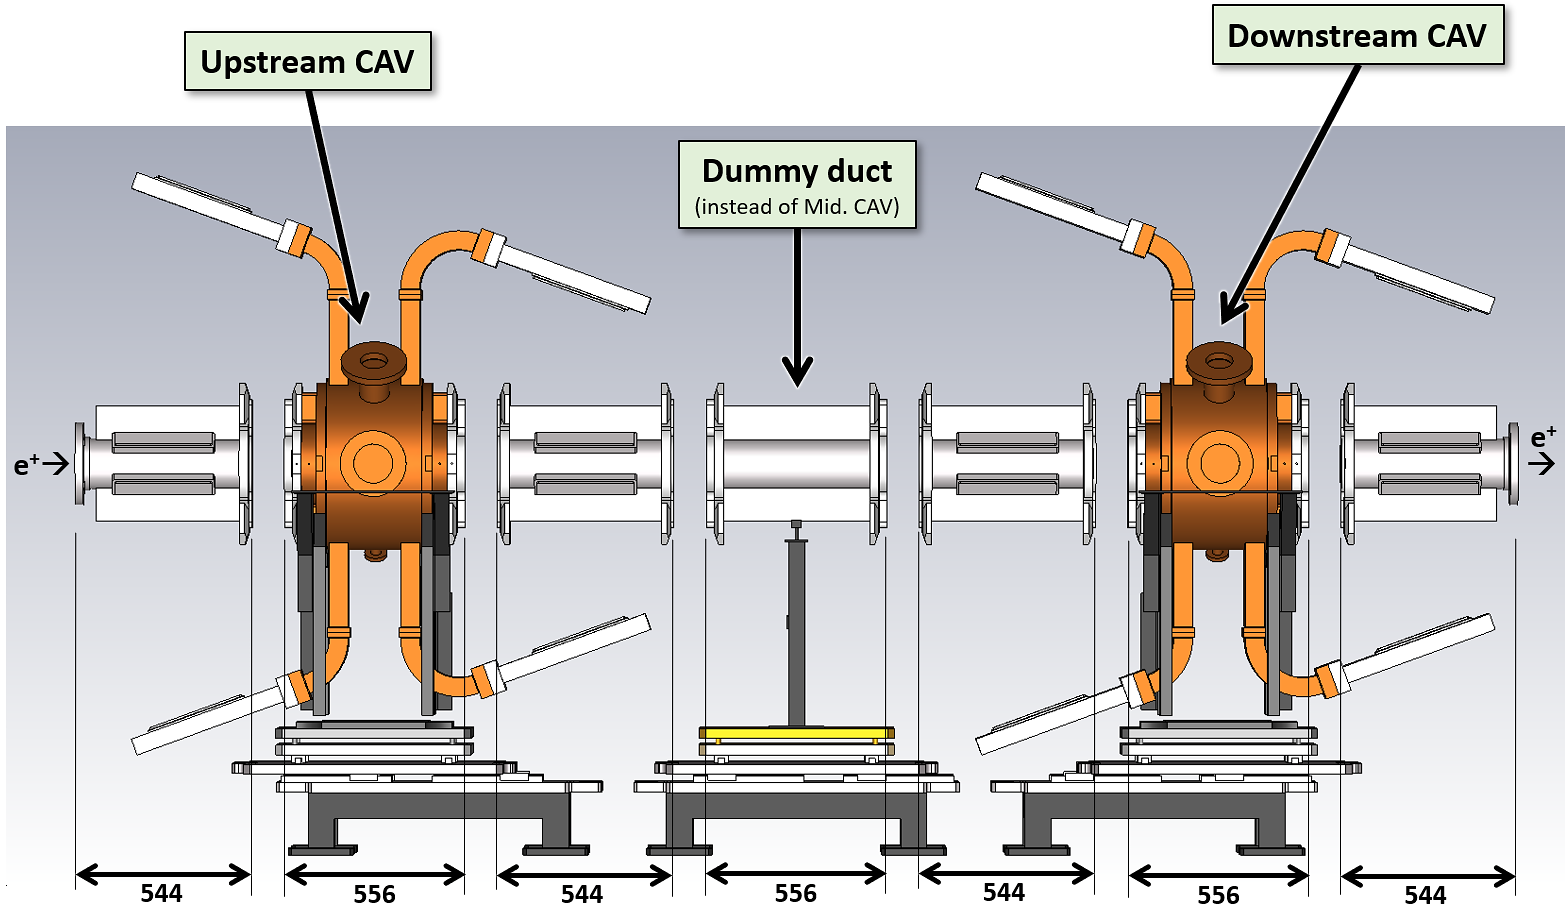 Upstream CAV
Downstream CAV
Dummy duct
(instead of Mid. CAV)
e⁺→
e⁺
→
544
556
544
556
544
556
544